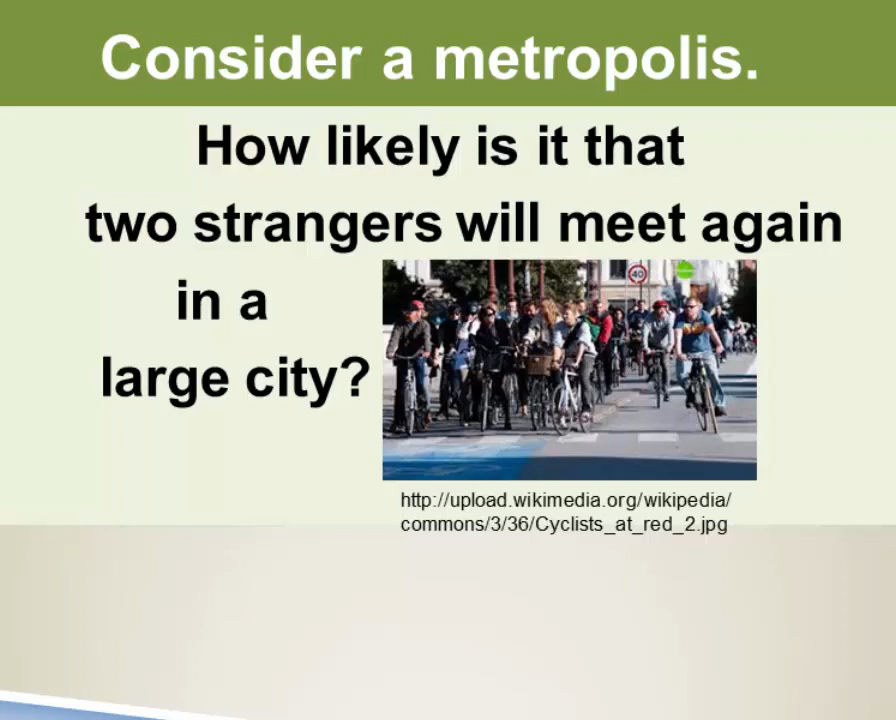 Consider a metropolis.
How likely is it that
two strangers will meet again
in a
large city?
40
http://upload.wikimedia.org/wikipedia/
commons/3/36/Cyclists_at_red_2.jpg